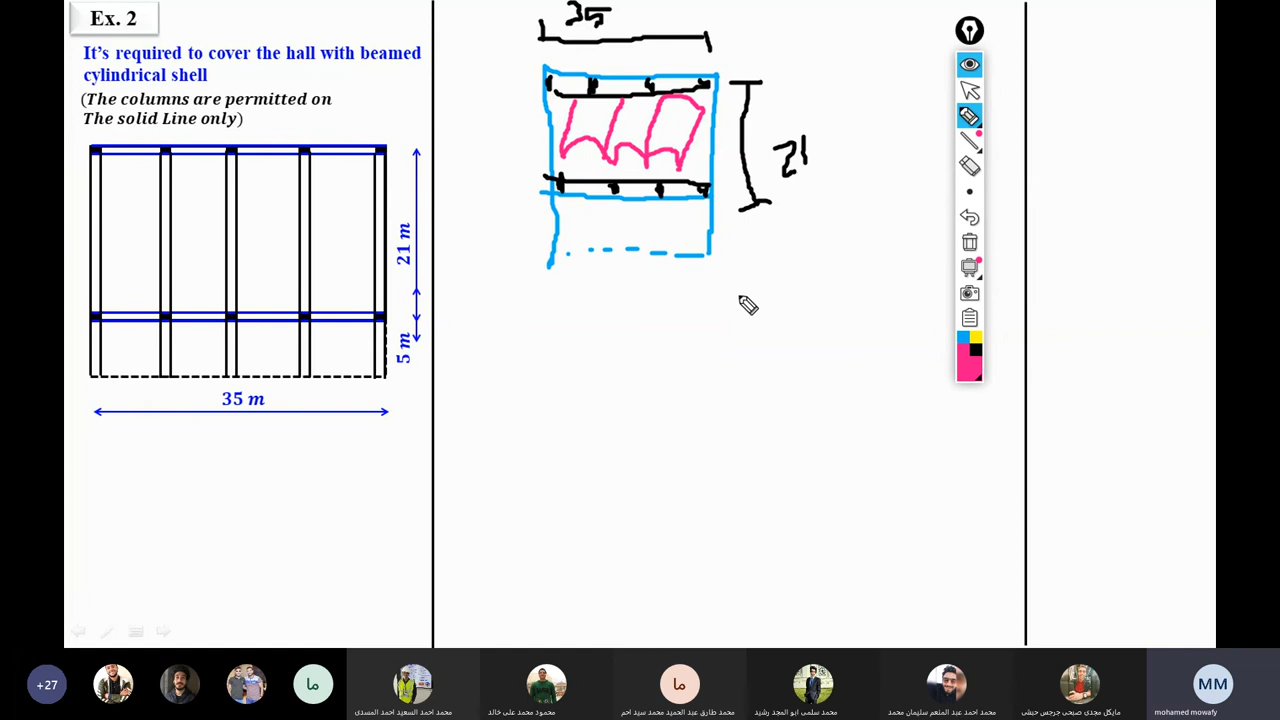 Ex. 2
It's required to cover the hall with beamed
cylindrical shell
(The columns are permitted on
The solid Line only)
21 m
5 m
35 m
35
21
+27
ما
محمد احمد السعيد احمد المسدى
محمود محمد على خالد
ما
محمد طارق عبد الحميد محمد سيد احم
محمد سلمى ابو المجد رشيد
محمد احمد عبد المنعم سليمان محمد
مايكل مجدى صبحى جرجس حبشى
MM
mohamed mowafy